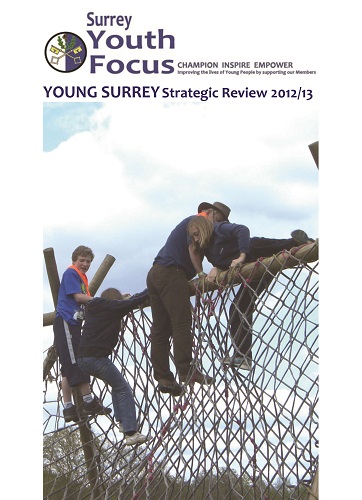 Surrey
Youth
Focus
CHAMPION INSPIRE EMPOWER
Improving the lives of Young People by supporting our Members
YOUNG SURREY Strategic Review 2012/13